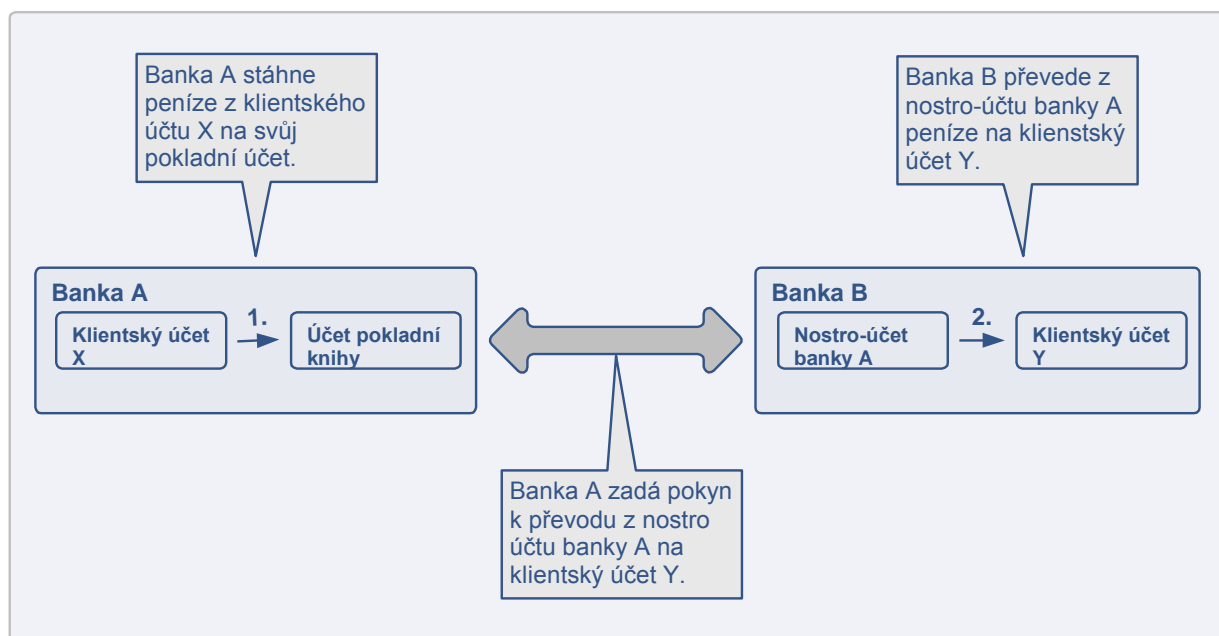 Banka A stáhne
peníze z klientského
účtu X na svůj
pokladní účet.
Banka B převede z
nostro-účtu banky A
peníze na klienstský
účet Y.
Banka A
Klientský účet
X
1.
Účet pokladní
knihy
Banka B
Nostro-účet
banky A
2.
Klientský účet
Y
Banka A zadá pokyn
k převodu z nostro
účtu banky A na
klientský účet Y.